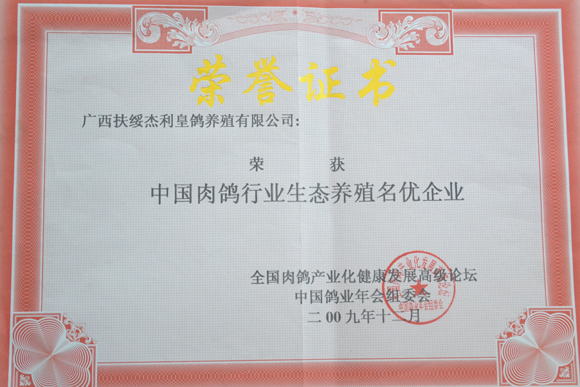 荣誉证书
广西扶绥杰利皇鸽养殖有限公司：
荣 获
中国肉鸽行业生态养殖名优企业
全国肉鸽产业化健康发展高级论坛
中国鸽业年会组委会
二00九年十二月